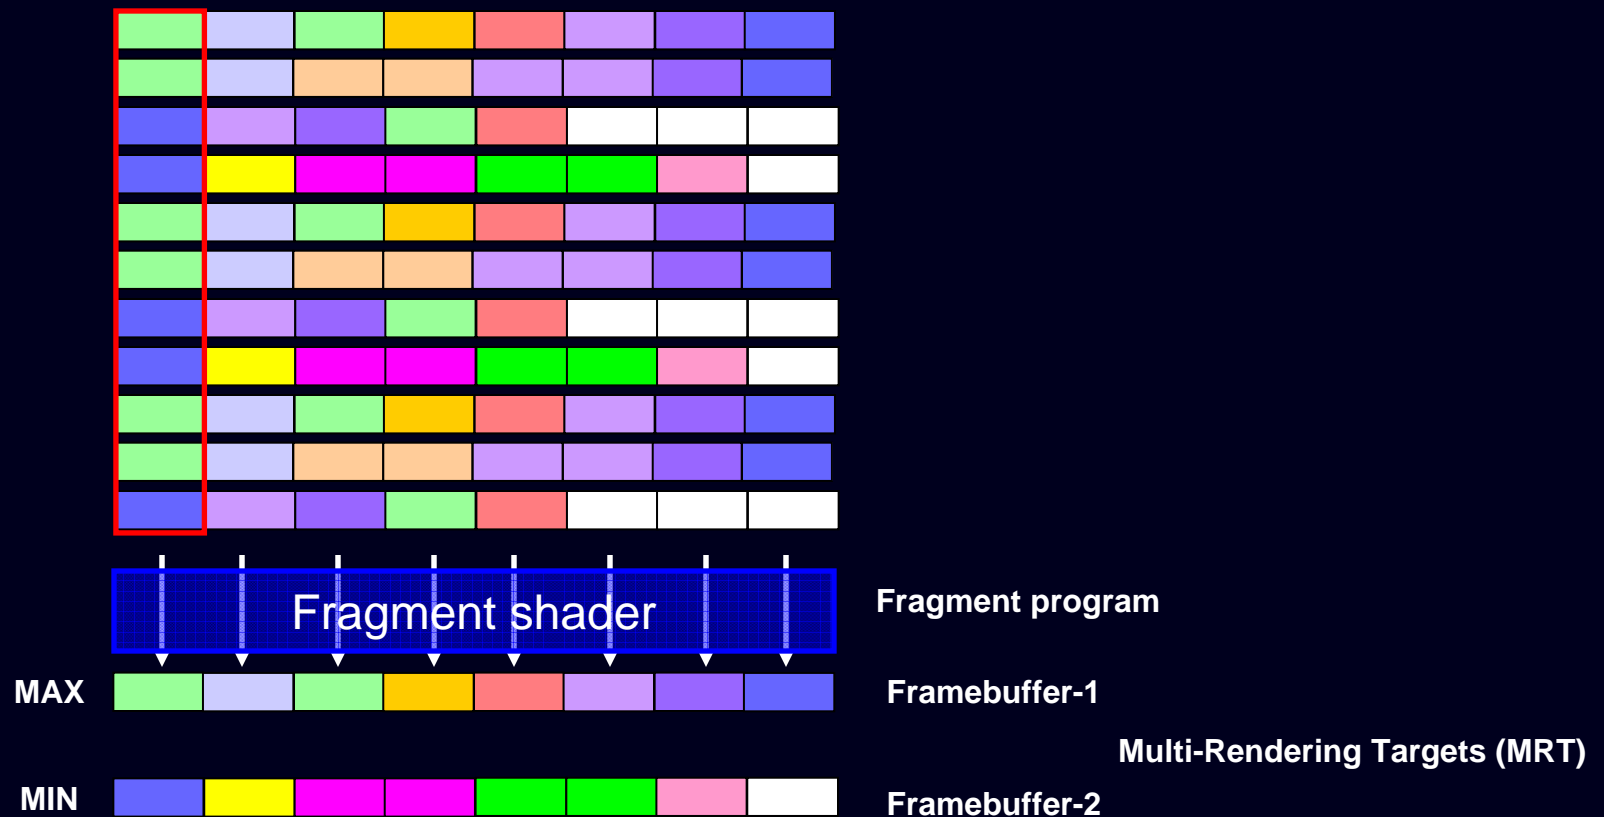 Fragment shader
Fragment program
MAX
Framebuffer-1
Multi-Rendering Targets (MRT)
MIN
Framebuffer-2